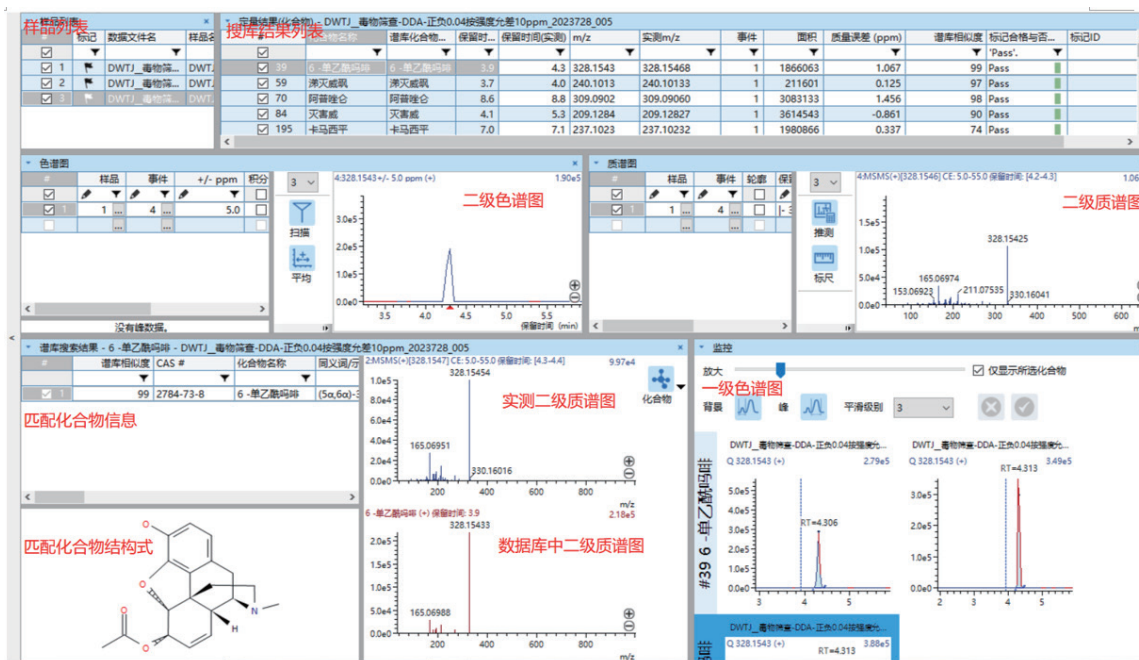 样品列表
标记 数据文件名 样品名
1 DWTJ_毒物筛... DWTJ
2 DWTJ_毒物筛... DWTJ
3 DWTJ_毒物筛... DWTJ
定量结果(化合物) - DWTJ_毒物筛查-DDA-正负0.04按强度允差10ppm_2023728_005
搜库结果列表
化合物名称 谱库化合物... 保留时... 保留时间(实测) m/z 实测m/z 事件 面积 质量误差 (ppm) 谱库相似度 标记合格与否... 标记ID
'Pass'.
39 6 -单乙酰吗啡 6 -单乙酰吗啡 3.9 4.3 328.1543 328.15468 1 1866063 1.067 99 Pass
59 涕灭威砜 涕灭威砜 3.7 4.0 240.1013 240.10133 1 211601 0.125 97 Pass
70 阿普唑仑 阿普唑仑 8.6 8.8 309.0902 309.09060 1 3083133 1.456 98 Pass
84 灭害威 灭害威 4.1 5.3 209.1284 209.12827 1 3614543 -0.861 90 Pass
195 卡马西平 卡马西平 7.0 7.1 237.1023 237.10232 1 1980866 0.337 74 Pass
色谱图
# 样品 事件 +/- ppm 积分
1 1 ... 4 ... 5.0
... ...
没有峰数据。
3
扫描
平均
4:328.1543+/- 5.0 ppm (+) 1.90e5
二级色谱图
3.0e5
2.0e5
1.0e5
0.0e0
3.5 4.0 4.5 5.0 5.5
保留时间 (min)
质谱图
# 样品 事件 轮廓
1 1 ... 4 ...
... ...
3
推测
标尺
4:MSMS(+)[328.1546] CE: 5.0-55.0 保留时间: [4.2-4.3] 1.06
二级质谱图
1.5e5
1.0e5
5.0e4
0.0e0
328.15425
165.06974
153.06923
211.07535
330.16041
100 200 300 400 500 600
m/z
谱库搜索结果 - 6 -单乙酰吗啡 - DWTJ_毒物筛查-DDA-正负0.04按强度允差10ppm_2023728_005
# 谱库相似度 CAS # 化合物名称 同义词/示
1 99 2784-73-8 6 -单乙酰吗啡 (5α,6α)-3
匹配化合物信息
匹配化合物结构式
O
O
N
H
O
O
2:MSMS(+)[328.1547] CE: 5.0-55.0 保留时间: [4.3-4.4] 9.97e4
328.15454
化合物
实测二级质谱图
1.0e5
8.0e4
6.0e4
4.0e4
2.0e4
0.0e0
165.06951
330.16016
200 400 600 800
m/z
6 -单乙酰吗啡 (+) 保留时间: 3.9 2.18e5
328.15433
数据库中二级质谱图
2.0e5
1.5e5
1.0e5
5.0e4
0.0e0
165.06988
200 400 600 800
m/z
监控
放大 仅显示所选化合物
一级色谱图
背景 峰 平滑级别 3
#39 6 -单乙酰吗啡
DWTJ_毒物筛查-DDA-正负0.04按强度允...
Q 328.1543 (+) 2.79e5
RT=4.306
5.0e5
4.0e5
3.0e5
2.0e5
1.0e5
0.0e0
3 4 5
DWTJ_毒物筛查-DDA-正负0.04按强度允...
Q 328.1543 (+) 3.49e5
RT=4.313
3.0e5
2.0e5
1.0e5
0.0e0
2 3 4 5
DWTJ_毒物筛查-DDA-正负0.04按强度允...
Q 328.1543 (+) 3.88e5
RT=4.313